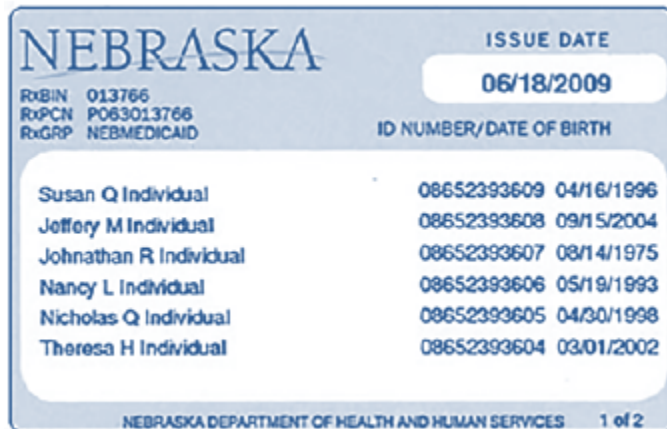 NEBRASKA
ISSUE DATE
06/18/2009
RxBIN 013766
RxPCN P063013766
RxGRP NEBMEDICAID
ID NUMBER/DATE OF BIRTH
Susan Q Individual 08652393609 04/16/1996
Jeffery M Individual 08652393608 09/15/2004
Johnathan R Individual 08652393607 08/14/1975
Nancy L Individual 08652393606 05/19/1993
Nicholas Q Individual 08652393605 04/30/1998
Theresa H Individual 08652393604 03/01/2002
NEBRASKA DEPARTMENT OF HEALTH AND HUMAN SERVICES 1 of 2